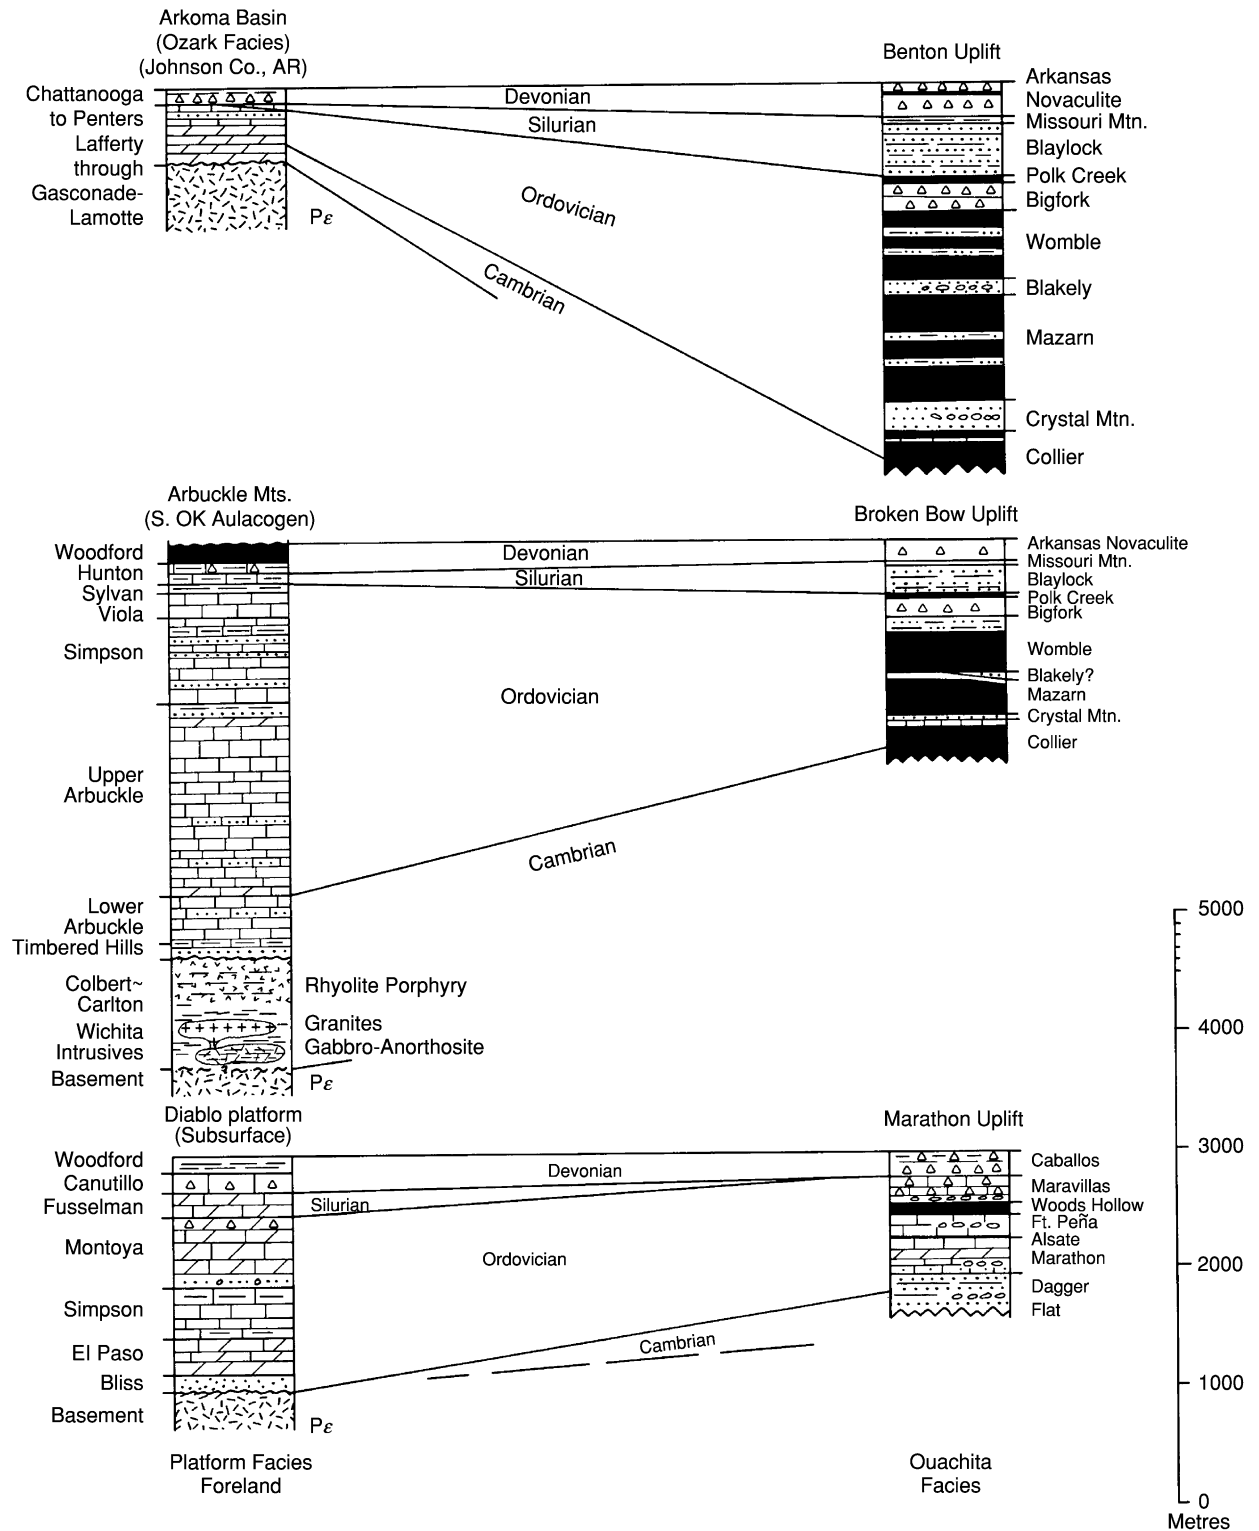 Arkoma Basin
(Ozark Facies)
(Johnson Co., AR)
Chattanooga
to Penters
Lafferty
through
Gasconade-
Lamotte
Pε
Devonian
Silurian
Ordovician
Cambrian
Benton Uplift
Arkansas
Novaculite
Missouri Mtn.
Blaylock
Polk Creek
Bigfork
Womble
Blakely
Mazarn
Crystal Mtn.
Collier
Arbuckle Mts.
(S. OK Aulacogen)
Woodford
Hunton
Sylvan
Viola
Simpson
Upper
Arbuckle
Lower
Arbuckle
Timbered Hills
Colbert~
Carlton
Wichita
Intrusives
Basement
Rhyolite Porphyry
Granites
Gabbro-Anorthosite
Pε
Devonian
Silurian
Ordovician
Cambrian
Broken Bow Uplift
Arkansas Novaculite
Missouri Mtn.
Blaylock
Polk Creek
Bigfork
Womble
Blakely?
Mazarn
Crystal Mtn.
Collier
Diablo platform
(Subsurface)
Woodford
Canutillo
Fusselman
Montoya
Simpson
El Paso
Bliss
Basement
Pε
Devonian
Silurian
Ordovician
Cambrian
Marathon Uplift
Caballos
Maravillas
Woods Hollow
Ft. Peña
Alsate
Marathon
Dagger
Flat
Platform Facies
Foreland
Ouachita
Facies
5000
4000
3000
2000
1000
0
Metres